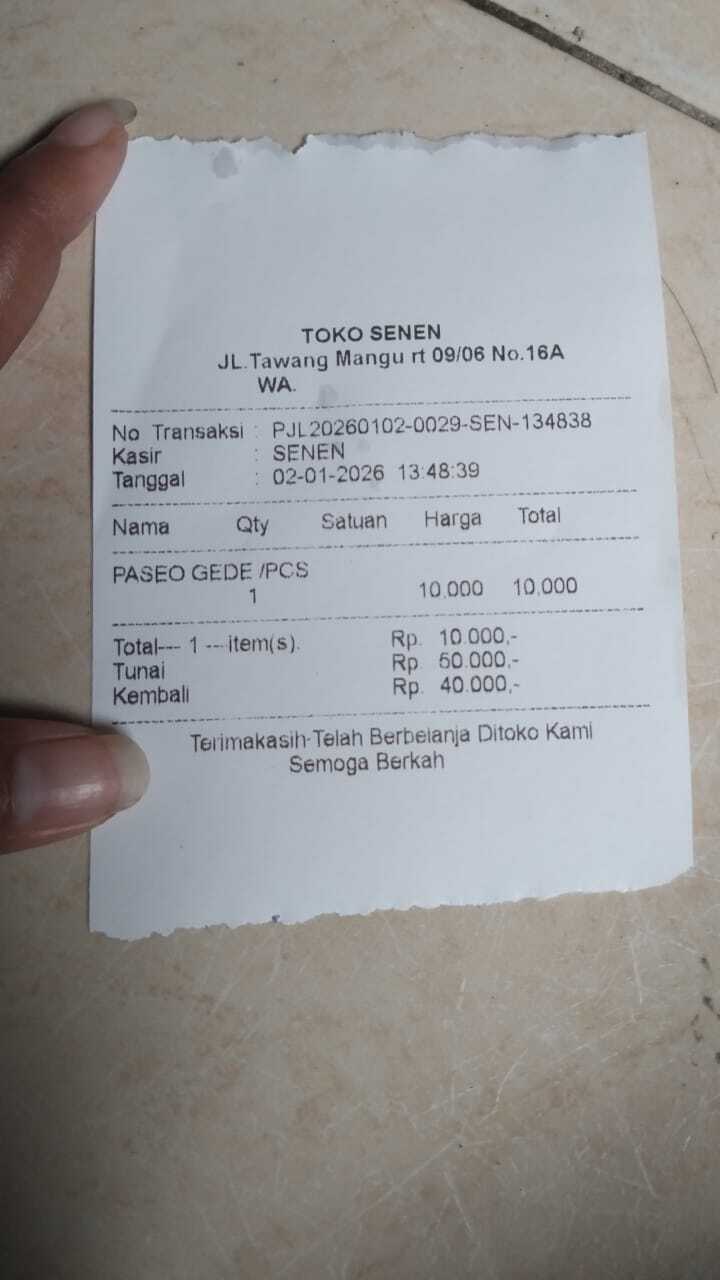 TOKO SENEN
JL.Tawang Mangu rt 09/06 No.16A
WA.
No Transaksi : PJL20260102-0029-SEN-134838
Kasir : SENEN
Tanggal : 02-01-2026 13:48:39
Nama Qty Satuan Harga Total
PASEO GEDE /PCS
1 10.000 10.000
Total--- 1 ---item(s). Rp. 10.000,-
Tunai Rp. 50.000,-
Kembali Rp. 40.000,-
Terimakasih-Telah Berbelanja Ditoko Kami
Semoga Berkah